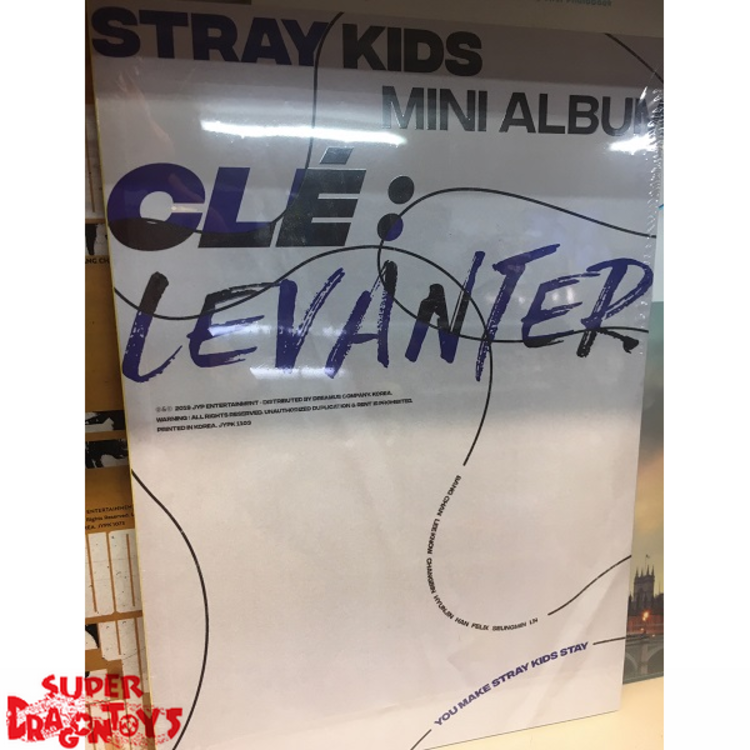 STRAY KIDS
MINI ALBUM
CLÉ :
LEVANTER
2019 JYP ENTERTAINMENT · DISTRIBUTED BY DREAMUS COMPANY. KOREA.
WARNING : ALL RIGHTS RESERVED. UNAUTHORIZED DUPLICATION & RENT IS PROHIBITED.
PRINTED IN KOREA. JYPK 1103
BANG CHAN LEE KNOW CHANGBIN HYUNJIN HAN FELIX SEUNGMIN I.N
YOU MAKE STRAY KIDS STAY
SUPER
DRAGONTOYS